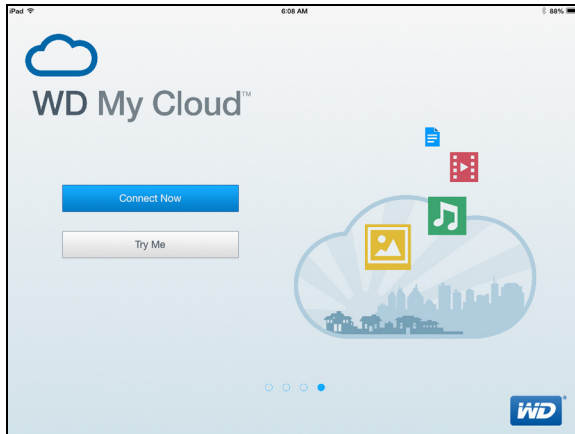 iPad 6:08 AM 88%
WD My Cloud™
Connect Now
Try Me
WD®